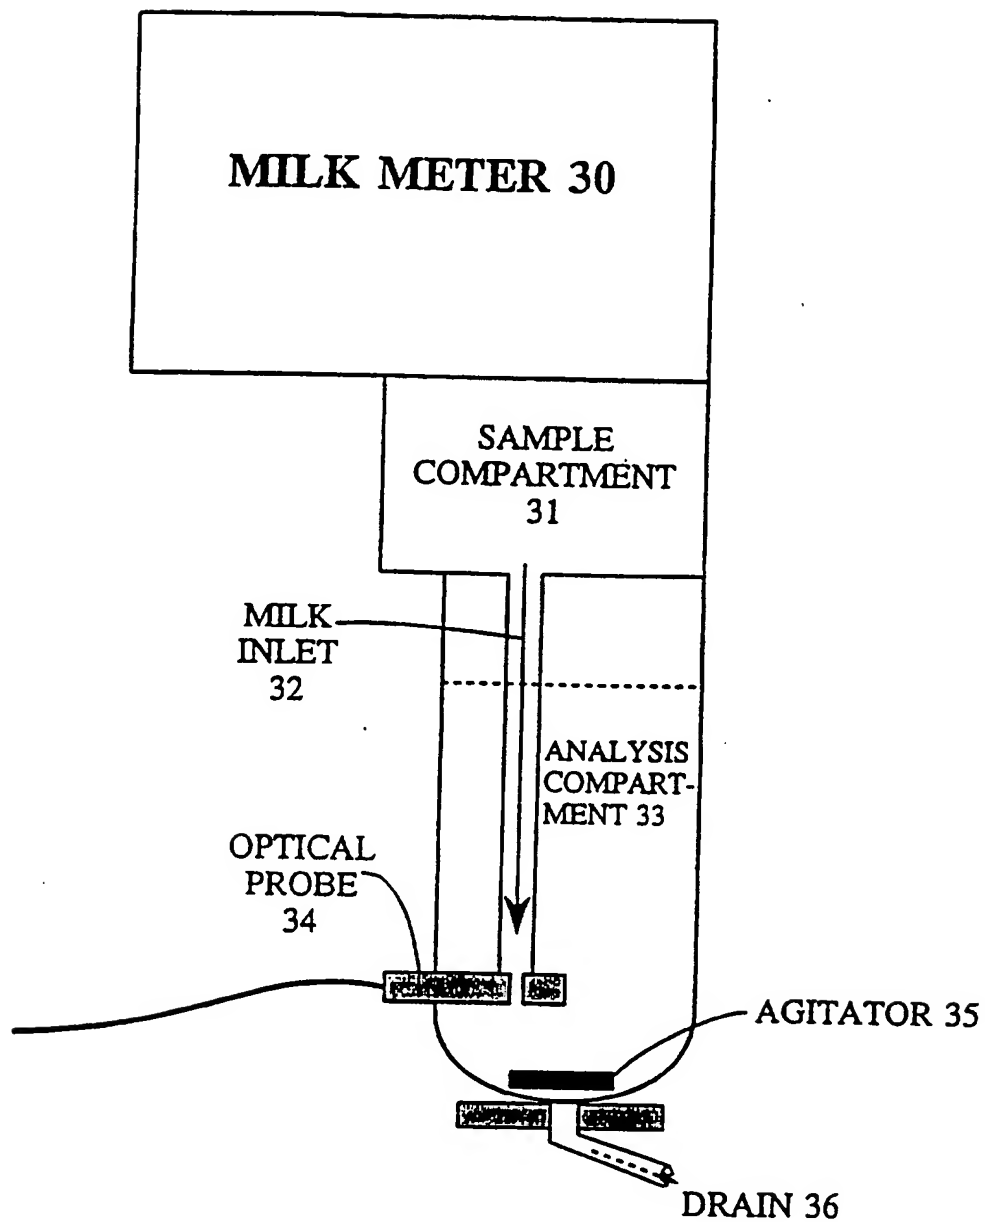 MILK METER 30
SAMPLE
COMPARTMENT
31
MILK
INLET
32
ANALYSIS
COMPART-
MENT 33
OPTICAL
PROBE
34
AGITATOR 35
DRAIN 36